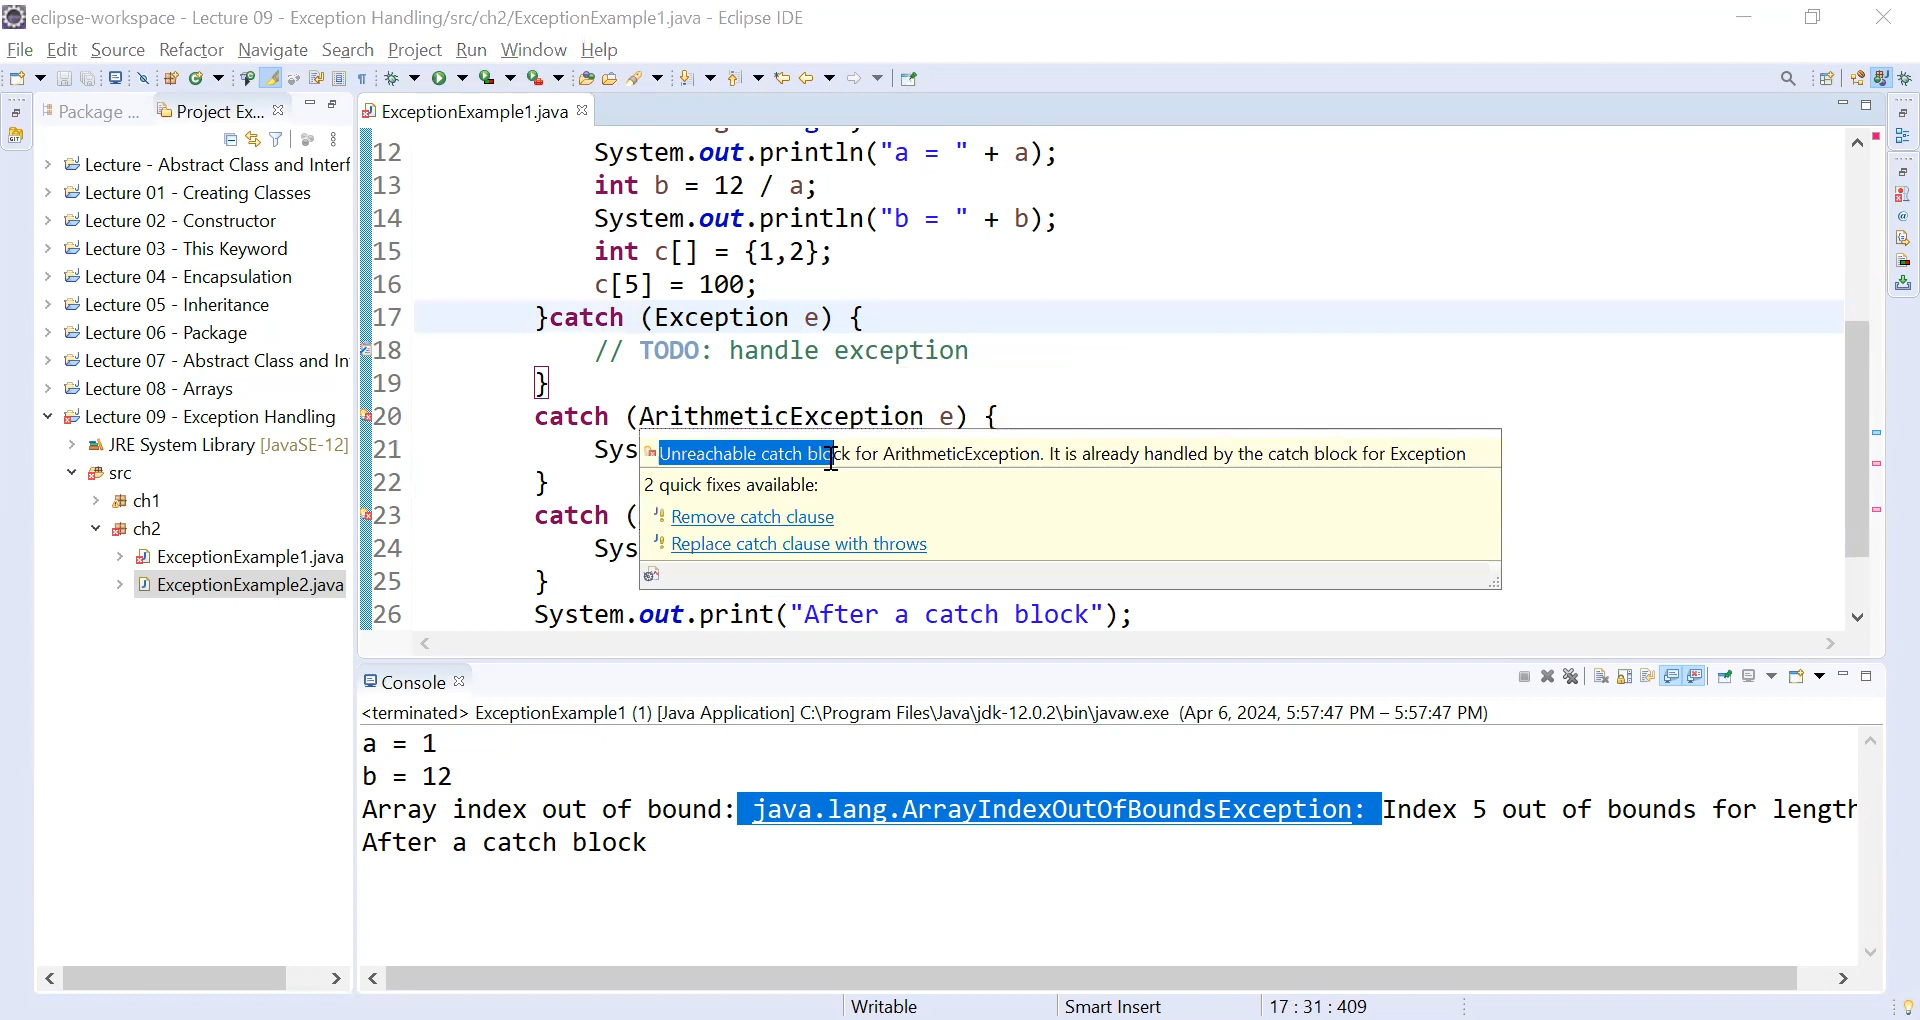 eclipse-workspace - Lecture 09 - Exception Handling/src/ch2/ExceptionExample1.java - Eclipse IDE
File Edit Source Refactor Navigate Search Project Run Window Help
Package ... Project Ex...
Lecture - Abstract Class and Interf
Lecture 01 - Creating Classes
Lecture 02 - Constructor
Lecture 03 - This Keyword
Lecture 04 - Encapsulation
Lecture 05 - Inheritance
Lecture 06 - Package
Lecture 07 - Abstract Class and In
Lecture 08 - Arrays
Lecture 09 - Exception Handling
JRE System Library [JavaSE-12]
src
ch1
ch2
ExceptionExample1.java
ExceptionExample2.java
ExceptionExample1.java
12 System.out.println("a = " + a);
13 int b = 12 / a;
14 System.out.println("b = " + b);
15 int c[] = {1,2};
16 c[5] = 100;
17 }catch (Exception e) {
18 // TODO: handle exception
19 }
20 catch (ArithmeticException e) {
21 Sys
22 }
23 catch (
24 Sys
25 }
26 System.out.print("After a catch block");
Unreachable catch block for ArithmeticException. It is already handled by the catch block for Exception
2 quick fixes available:
Remove catch clause
Replace catch clause with throws
Console
<terminated> ExceptionExample1 (1) [Java Application] C:\Program Files\Java\jdk-12.0.2\bin\javaw.exe (Apr 6, 2024, 5:57:47 PM – 5:57:47 PM)
a = 1
b = 12
Array index out of bound: java.lang.ArrayIndexOutOfBoundsException: Index 5 out of bounds for length
After a catch block
Writable Smart Insert 17 : 31 : 409